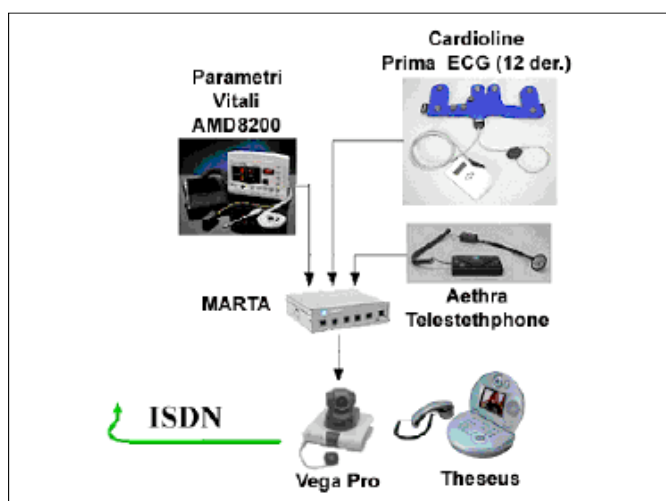 Cardioline
Prima ECG (12 der.)
Parametri
Vitali
AMD8200
MARTA
Aethra
Telestethphone
ISDN
Vega Pro
Theseus